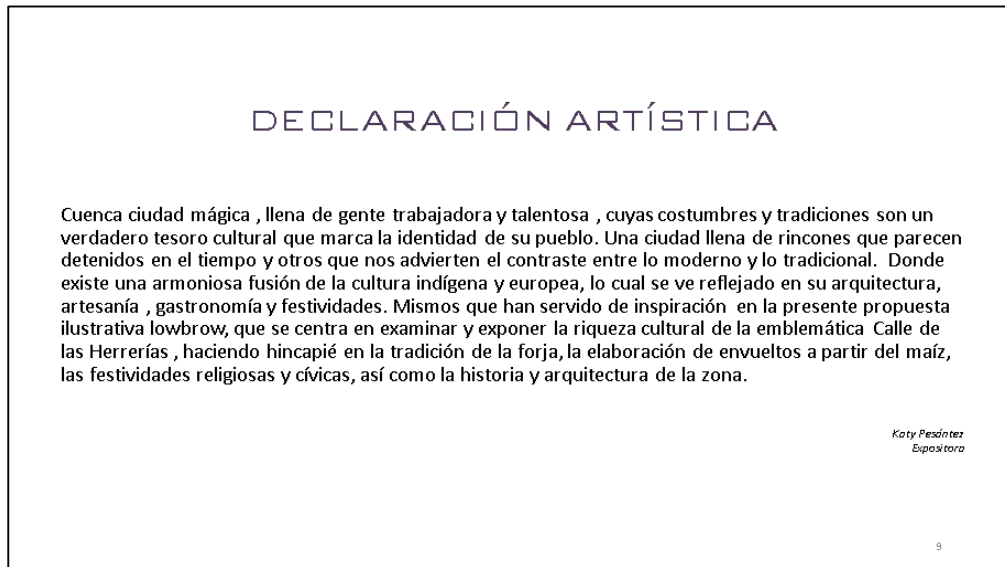 DECLARACIÓN ARTÍSTICA
Cuenca ciudad mágica , llena de gente trabajadora y talentosa , cuyas costumbres y tradiciones son un
verdadero tesoro cultural que marca la identidad de su pueblo. Una ciudad llena de rincones que parecen
detenidos en el tiempo y otros que nos advierten el contraste entre lo moderno y lo tradicional. Donde
existe una armoniosa fusión de la cultura indígena y europea, lo cual se ve reflejado en su arquitectura,
artesanía , gastronomía y festividades. Mismos que han servido de inspiración en la presente propuesta
ilustrativa lowbrow, que se centra en examinar y exponer la riqueza cultural de la emblemática Calle de
las Herrerías , haciendo hincapié en la tradición de la forja, la elaboración de envueltos a partir del maíz,
las festividades religiosas y cívicas, así como la historia y arquitectura de la zona.
Katy Pesántez
Expositora
9